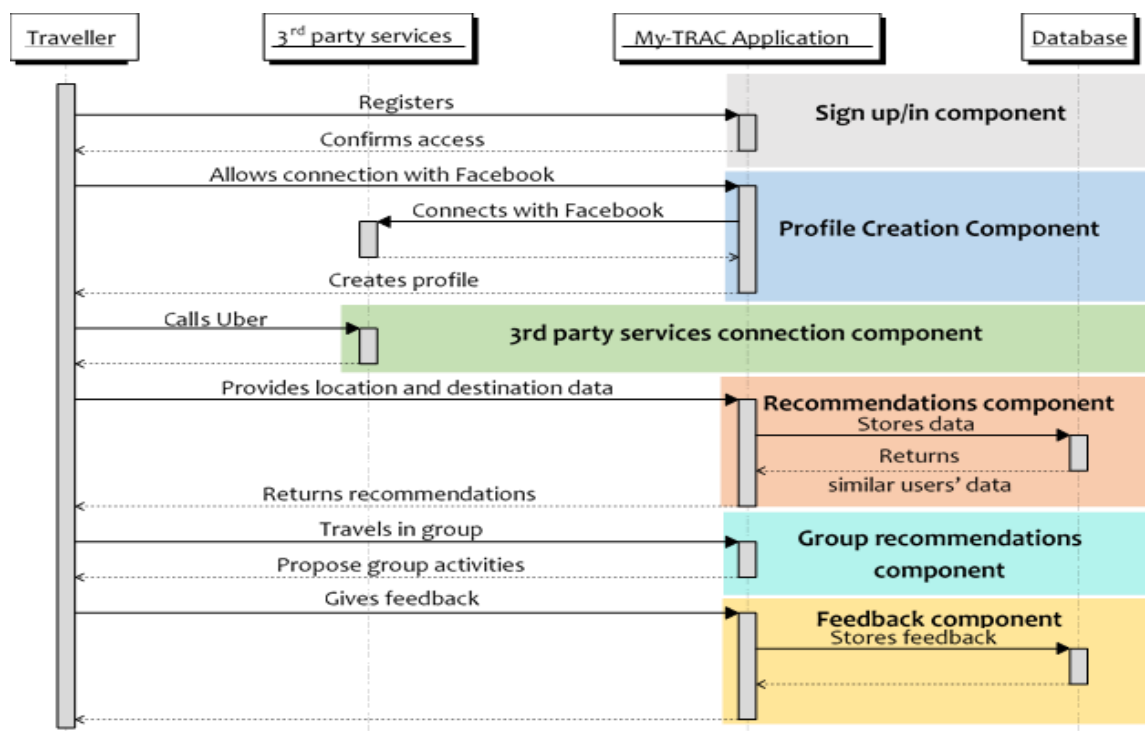 Traveller
3rd party services
My-TRAC Application
Database
Registers
Sign up/in component
Confirms access
Allows connection with Facebook
Connects with Facebook
Profile Creation Component
Creates profile
Calls Uber
3rd party services connection component
Provides location and destination data
Recommendations component
Stores data
Returns
similar users’ data
Returns recommendations
Travels in group
Group recommendations
component
Propose group activities
Gives feedback
Feedback component
Stores feedback